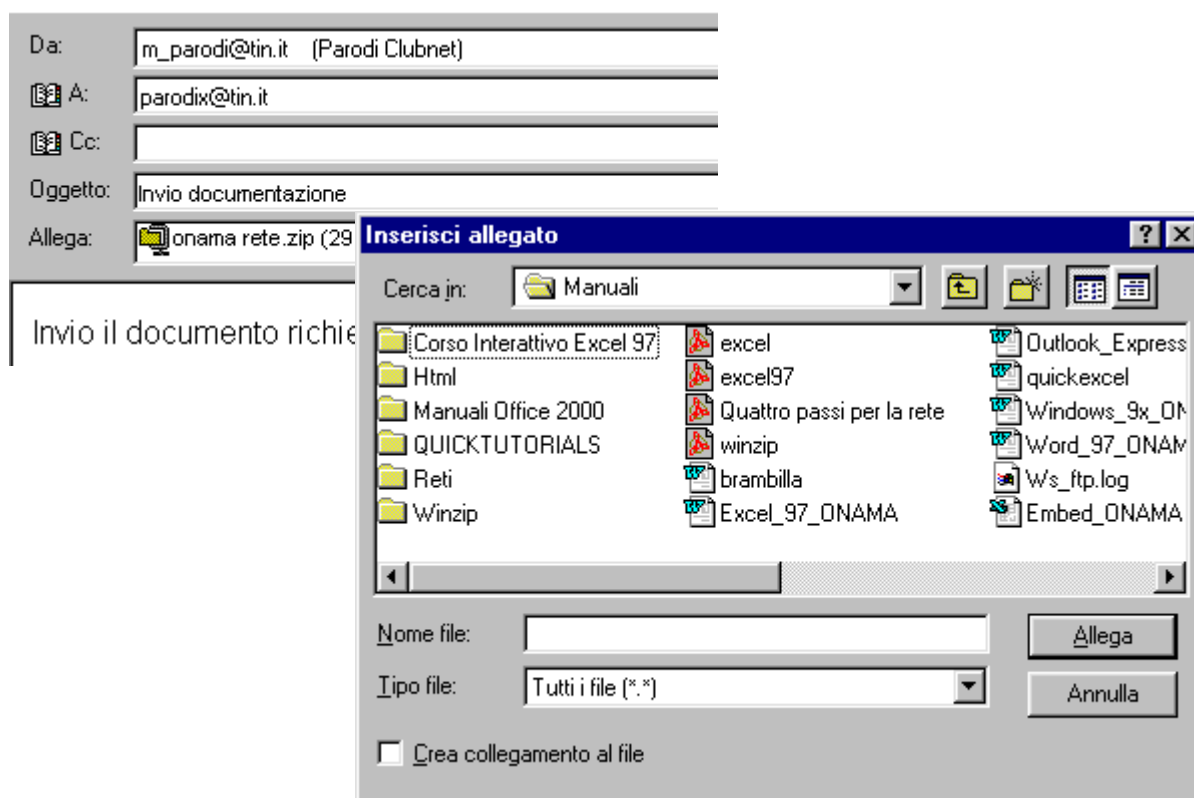 Da: m_parodi@tin.it (Parodi Clubnet)
A: parodix@tin.it
Cc:
Oggetto: Invio documentazione
Allega: onama rete.zip (29
Invio il documento richie
Inserisci allegato
Cerca in: Manuali
Corso Interattivo Excel 97
Html
Manuali Office 2000
QUICKTUTORIALS
Reti
Winzip
excel
excel97
Quattro passi per la rete
winzip
brambilla
Excel_97_ONAMA
Outlook_Express
quickexcel
Windows_9x_ON
Word_97_ONAM
Ws_ftp.log
Embed_ONAMA
Nome file:
Allega
Tipo file: Tutti i file (*.*)
Annulla
Crea collegamento al file